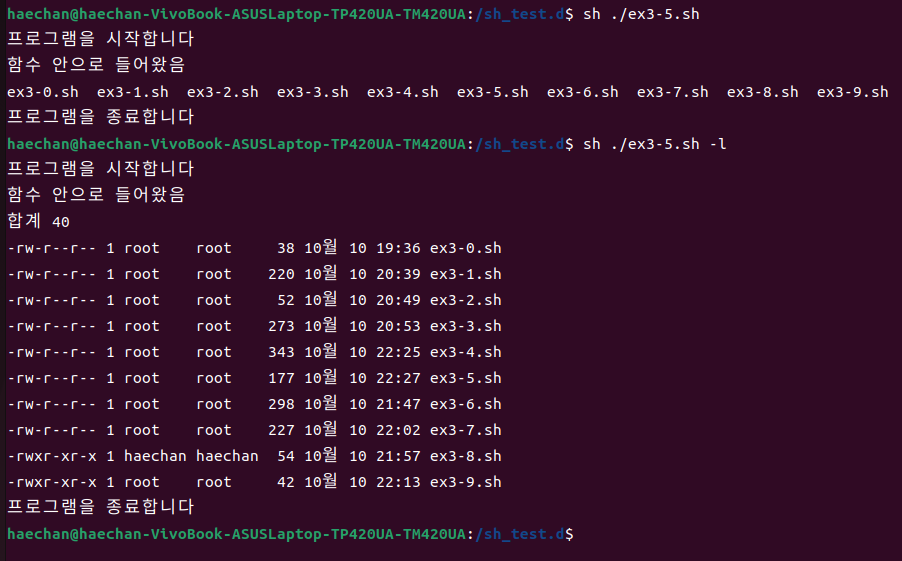 haechan@haechan-VivoBook-ASUSLaptop-TP420UA-TM420UA:/sh_test.d$ sh ./ex3-5.sh
프로그램을 시작합니다
함수 안으로 들어왔음
ex3-0.sh  ex3-1.sh  ex3-2.sh  ex3-3.sh  ex3-4.sh  ex3-5.sh  ex3-6.sh  ex3-7.sh  ex3-8.sh  ex3-9.sh
프로그램을 종료합니다
haechan@haechan-VivoBook-ASUSLaptop-TP420UA-TM420UA:/sh_test.d$ sh ./ex3-5.sh -l
프로그램을 시작합니다
함수 안으로 들어왔음
합계 40
-rw-r--r-- 1 root    root     38 10월 10 19:36 ex3-0.sh
-rw-r--r-- 1 root    root    220 10월 10 20:39 ex3-1.sh
-rw-r--r-- 1 root    root     52 10월 10 20:49 ex3-2.sh
-rw-r--r-- 1 root    root    273 10월 10 20:53 ex3-3.sh
-rw-r--r-- 1 root    root    343 10월 10 22:25 ex3-4.sh
-rw-r--r-- 1 root    root    177 10월 10 22:27 ex3-5.sh
-rw-r--r-- 1 root    root    298 10월 10 21:47 ex3-6.sh
-rw-r--r-- 1 root    root    227 10월 10 22:02 ex3-7.sh
-rwxr-xr-x 1 haechan haechan  54 10월 10 21:57 ex3-8.sh
-rwxr-xr-x 1 root    root     42 10월 10 22:13 ex3-9.sh
프로그램을 종료합니다
haechan@haechan-VivoBook-ASUSLaptop-TP420UA-TM420UA:/sh_test.d$